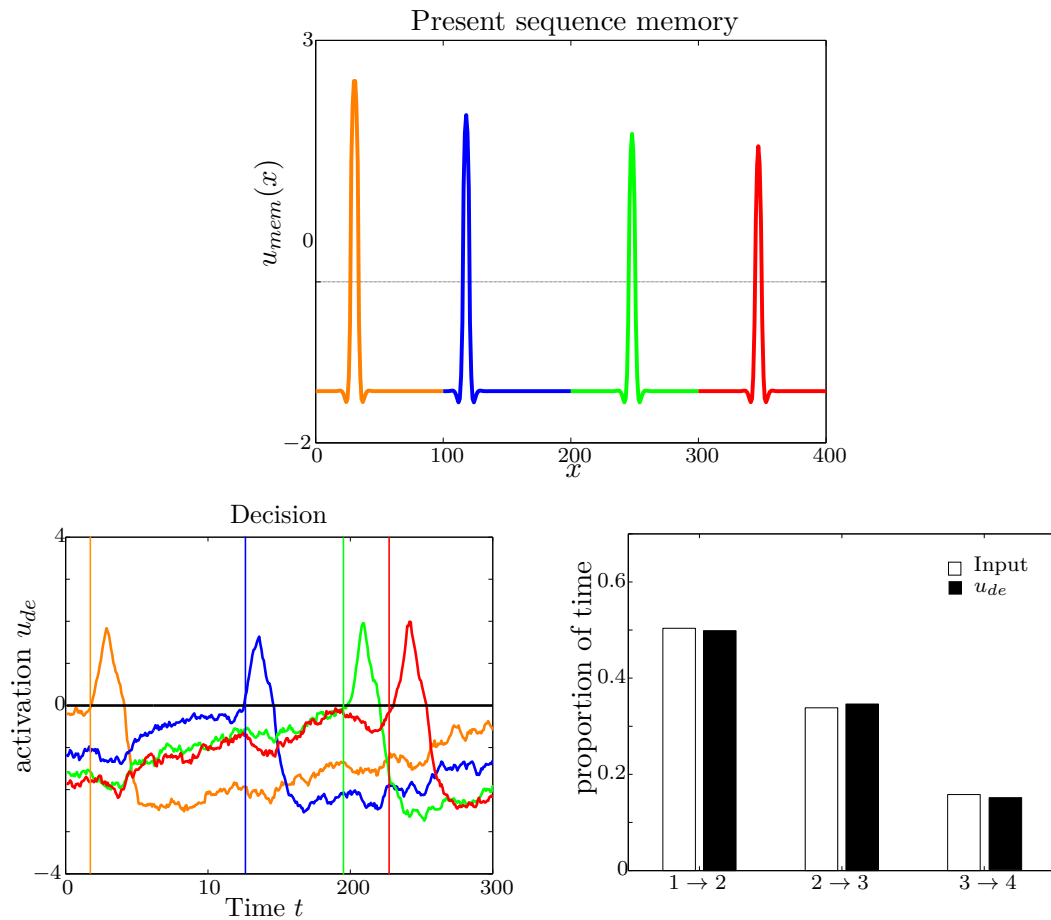 Present sequence memory
3
0
−2
u_mem(x)
0 100 200 300 400
x
Decision
4
0
−4
activation u_de
0 10 200 300
Time t
Input
u_de
0.6
0.4
0.2
0
proportion of time
1 → 2 2 → 3 3 → 4